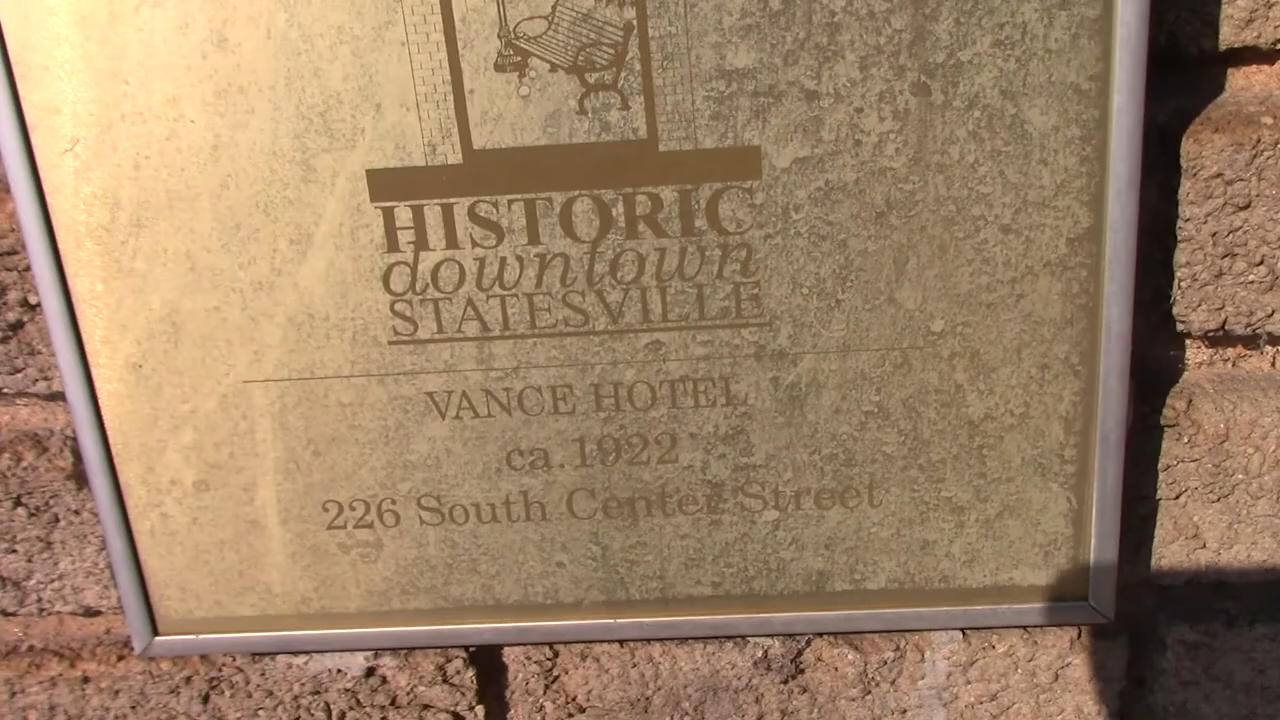 HISTORIC
downtown
STATESVILLE
VANCE HOTEL
ca.1922
226 South Center Street